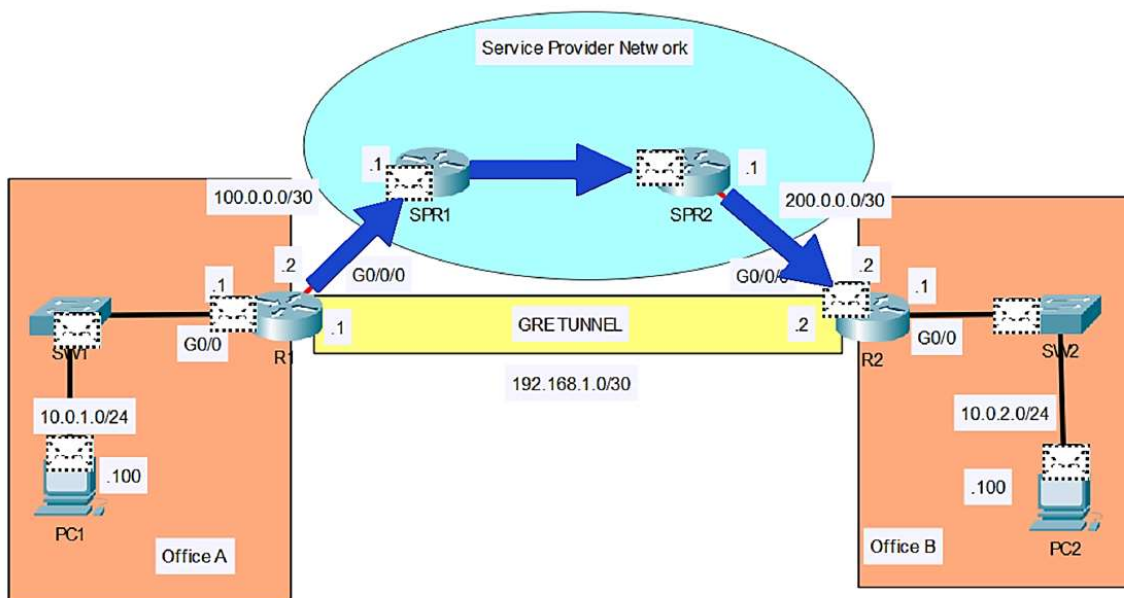 Service Provider Network
.1
SPR1
SPR2
.1
100.0.0.0/30
200.0.0.0/30
.2
G0/0/0
G0/0/0
.2
.1
G0/0
SW1
R1
.1
GRE TUNNEL
.2
R2
.1
G0/0
SW2
192.168.1.0/30
10.0.1.0/24
10.0.2.0/24
.100
.100
PC1
PC2
Office A
Office B